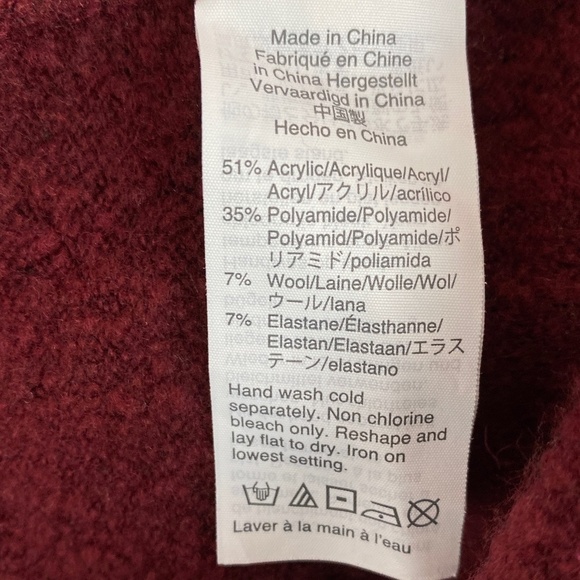 Made in China
Fabriqué en Chine
in China Hergestellt
Vervaardigd in China
中国製
Hecho en China
51% Acrylic/Acrylique/Acryl/
Acryl/アクリル/acrílico
35% Polyamide/Polyamide/
Polyamid/Polyamide/ポ
リアミド/poliamida
7% Wool/Laine/Wolle/Wol/
ウール/lana
7% Elastane/Élasthanne/
Elastan/Elastaan/エラス
テーン/elastano
Hand wash cold
separately. Non chlorine
bleach only. Reshape and
lay flat to dry. Iron on
lowest setting.
Laver à la main à l'eau